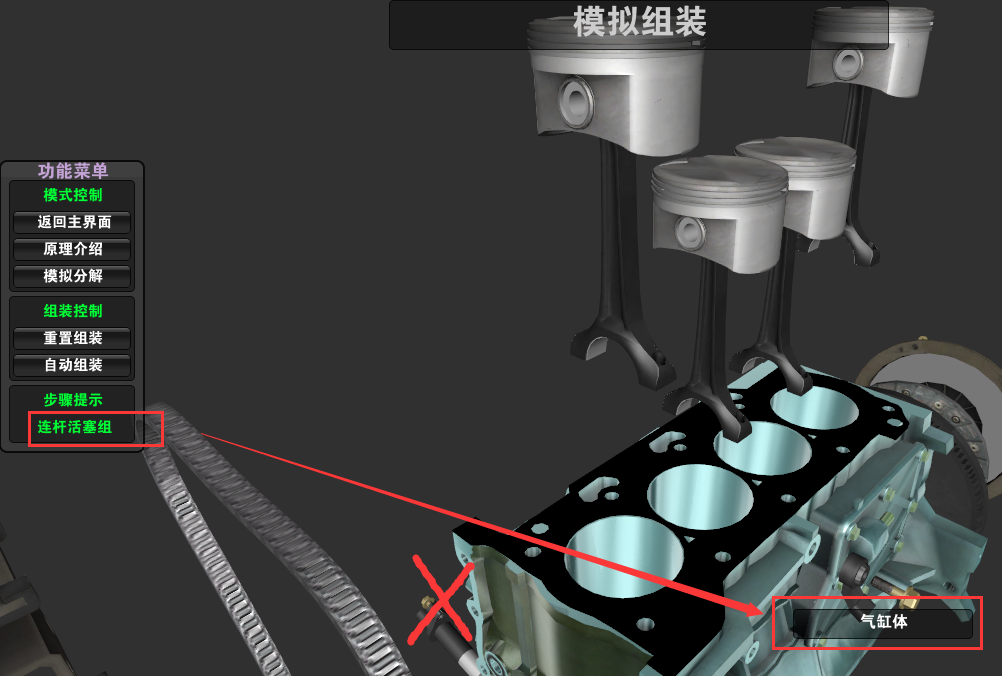 模拟组装
功能菜单
模式控制
返回主界面
原理介绍
模拟分解
组装控制
重置组装
自动组装
步骤提示
连杆活塞组
气缸体